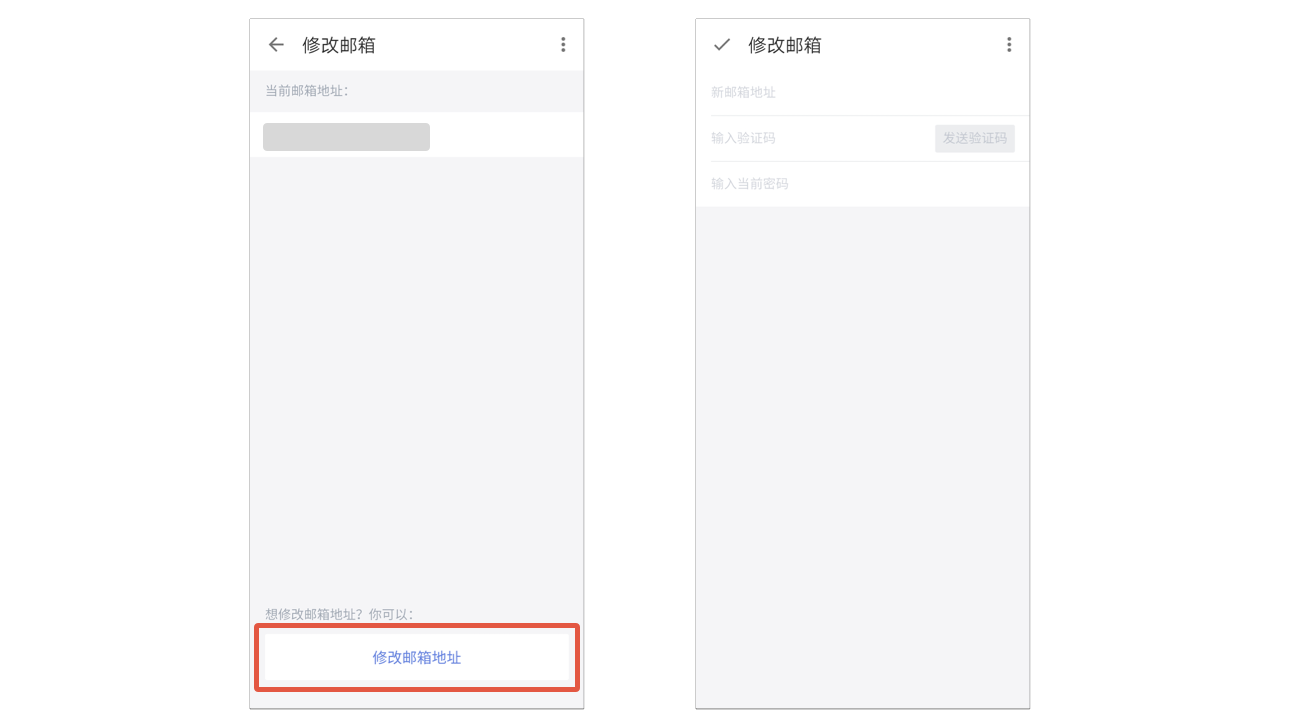 修改邮箱
当前邮箱地址：
想修改邮箱地址？你可以：
修改邮箱地址
修改邮箱
新邮箱地址
输入验证码
发送验证码
输入当前密码